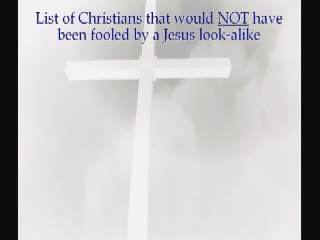 List of Christians that would NOT have
been fooled by a Jesus look-alike